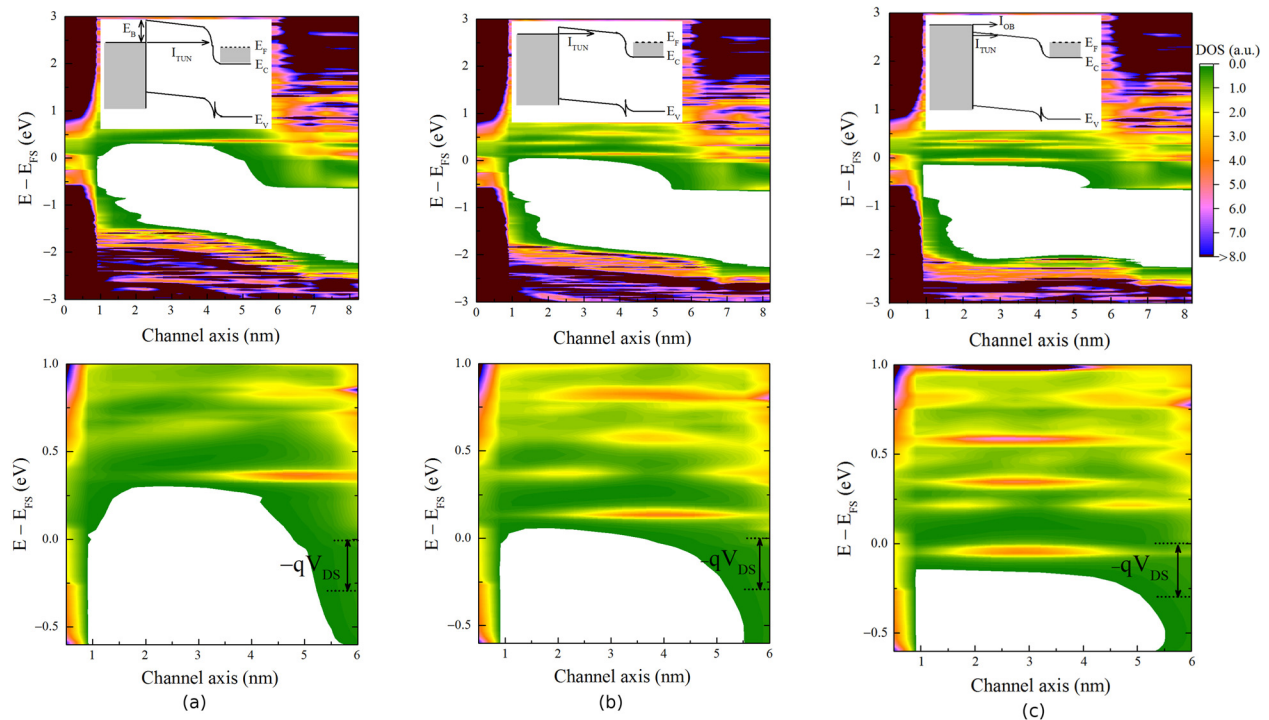 E_B
I_TUN
E_F
E_C
E_V
E − E_FS (eV)
3
2
1
0
−1
−2
−3
0 1 2 3 4 5 6 7 8
Channel axis (nm)
I_TUN
E_F
E_C
E_V
E − E_FS (eV)
3
2
1
0
−1
−2
−3
0 1 2 3 4 5 6 7 8
Channel axis (nm)
I_OB
I_TUN
E_F
E_C
E_V
E − E_FS (eV)
3
2
1
0
−1
−2
−3
0 1 2 3 4 5 6 7 8
Channel axis (nm)
DOS (a.u.)
0.0
1.0
2.0
3.0
4.0
5.0
6.0
7.0
>8.0
E − E_FS (eV)
1.0
0.5
0.0
−0.5
−qV_DS
1 2 3 4 5 6
Channel axis (nm)
(a)
E − E_FS (eV)
1.0
0.5
0.0
−0.5
−qV_DS
1 2 3 4 5 6
Channel axis (nm)
(b)
E − E_FS (eV)
1.0
0.5
0.0
−0.5
−qV_DS
1 2 3 4 5 6
Channel axis (nm)
(c)